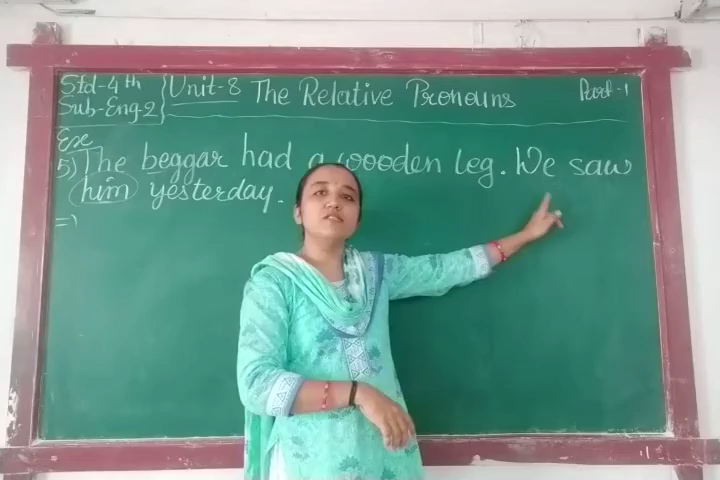 Std-4th Unit-8 The Relative Pronouns Part-1
Sub-Eng-2
Exe
5) The beggar had a wooden leg. We saw
him yesterday.
=)